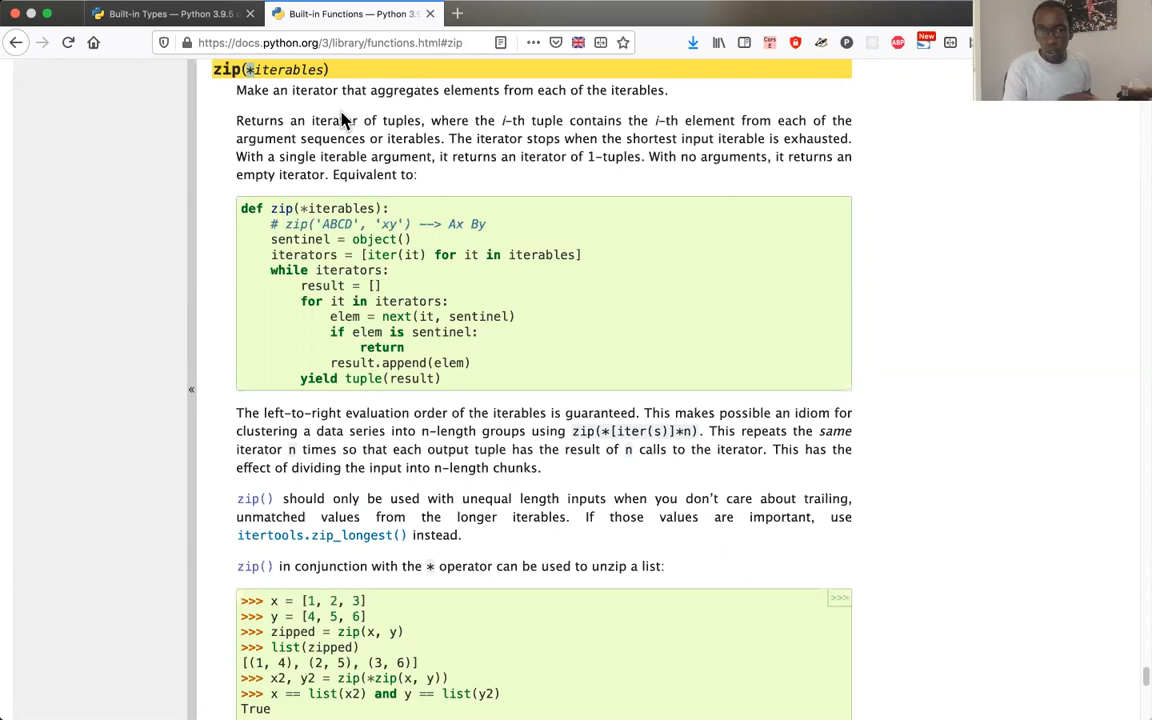 Built-in Types — Python 3.9.5
Built-in Functions — Python 3.9
https://docs.python.org/3/library/functions.html#zip
New
ABP
zip(*iterables)
Make an iterator that aggregates elements from each of the iterables.
Returns an iterator of tuples, where the i-th tuple contains the i-th element from each of the
argument sequences or iterables. The iterator stops when the shortest input iterable is exhausted.
With a single iterable argument, it returns an iterator of 1-tuples. With no arguments, it returns an
empty iterator. Equivalent to:
def zip(*iterables):
# zip('ABCD', 'xy') --> Ax By
sentinel = object()
iterators = [iter(it) for it in iterables]
while iterators:
result = []
for it in iterators:
elem = next(it, sentinel)
if elem is sentinel:
return
result.append(elem)
yield tuple(result)
«
The left-to-right evaluation order of the iterables is guaranteed. This makes possible an idiom for
clustering a data series into n-length groups using zip(*[iter(s)]*n). This repeats the same
iterator n times so that each output tuple has the result of n calls to the iterator. This has the
effect of dividing the input into n-length chunks.
zip() should only be used with unequal length inputs when you don't care about trailing,
unmatched values from the longer iterables. If those values are important, use
itertools.zip_longest() instead.
zip() in conjunction with the * operator can be used to unzip a list:
>>>
>>> x = [1, 2, 3]
>>> y = [4, 5, 6]
>>> zipped = zip(x, y)
>>> list(zipped)
[(1, 4), (2, 5), (3, 6)]
>>> x2, y2 = zip(*zip(x, y))
>>> x == list(x2) and y == list(y2)
True